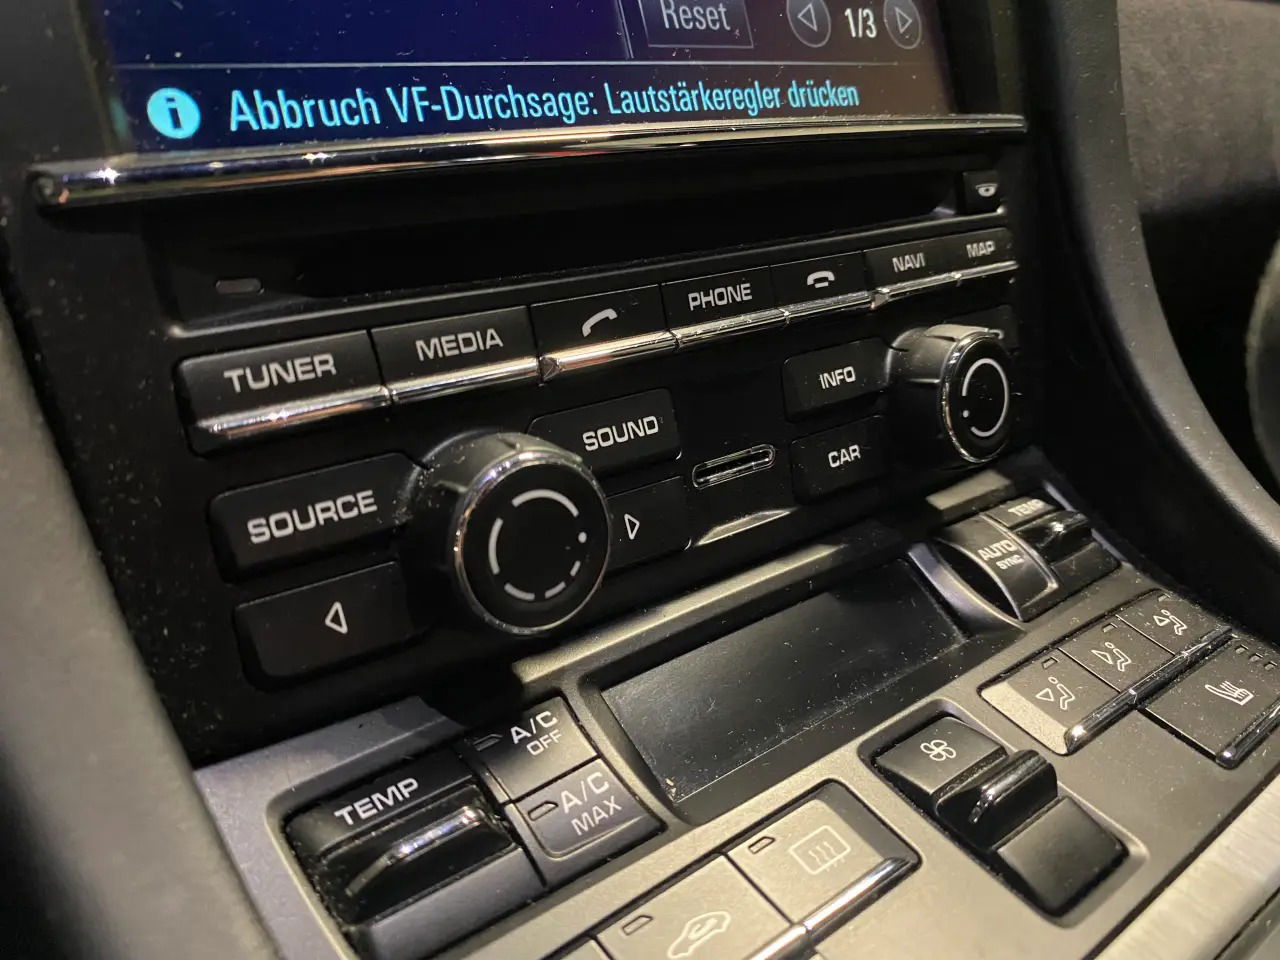 Reset
1/3
i Abbruch VF-Durchsage: Lautstärkeregler drücken
TUNER
MEDIA
PHONE
NAVI
MAP
SOURCE
SOUND
INFO
CAR
TEMP
AUTO
SYNC
TEMP
A/C
OFF
A/C
MAX